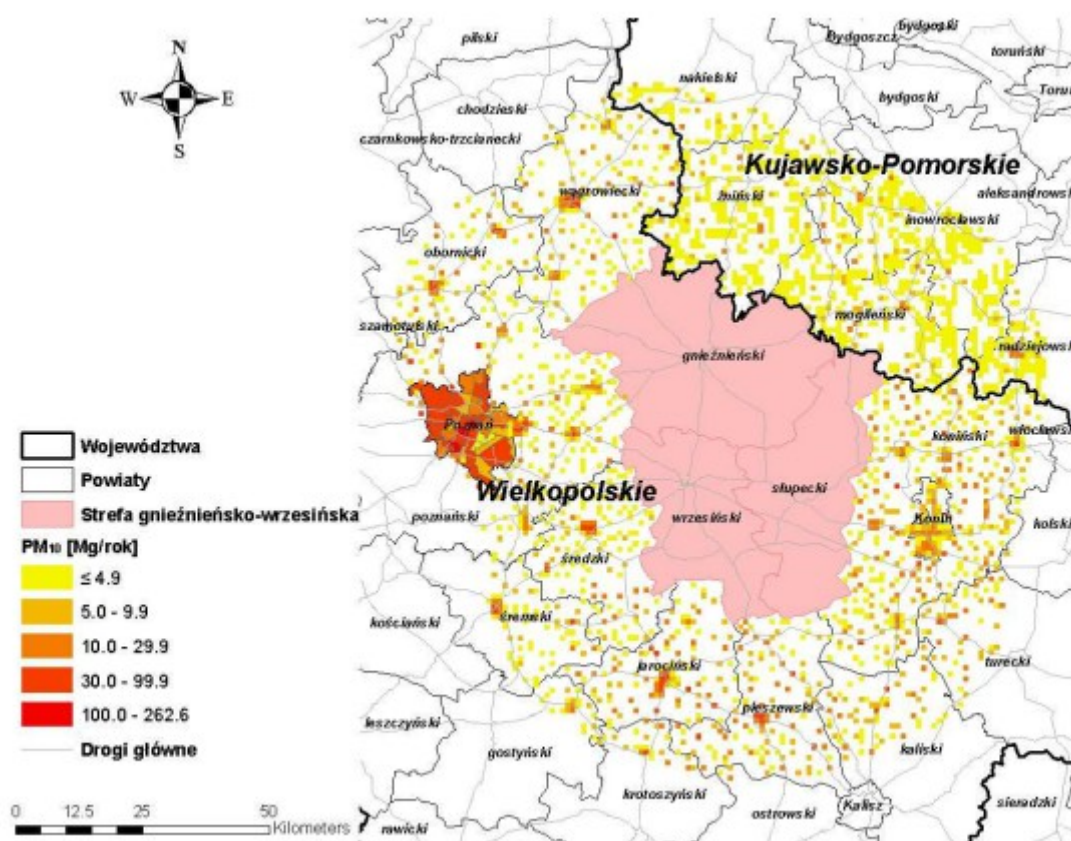 N
W E
S
pilski
nakielski
Bydgoszcz
bydgoski
toruński
Toruń
bydgoski
chodzieski
czarnkowsko-trzcianecki
Kujawsko-Pomorskie
wągrowiecki
żniński
aleksandrowsk
inowrocławski
obornicki
szamotulski
mogileński
radziejowsk
gnieźnieński
Poznań
koniński
włocławsk
Wielkopolskie
słupecki
wrzesiński
Konin
kolski
poznański
średzki
śremski
kościański
jarociński
turecki
pleszewski
leszczyński
gostyński
kaliski
krotoszyński
ostrowski
Kalisz
sieradzki
rawicki
Województwa
Powiaty
Strefa gnieźnieńsko-wrzesińska
PM10 [Mg/rok]
≤ 4.9
5.0 - 9.9
10.0 - 29.9
30.0 - 99.9
100.0 - 262.6
Drogi główne
0 12.5 25 50
Kilometers